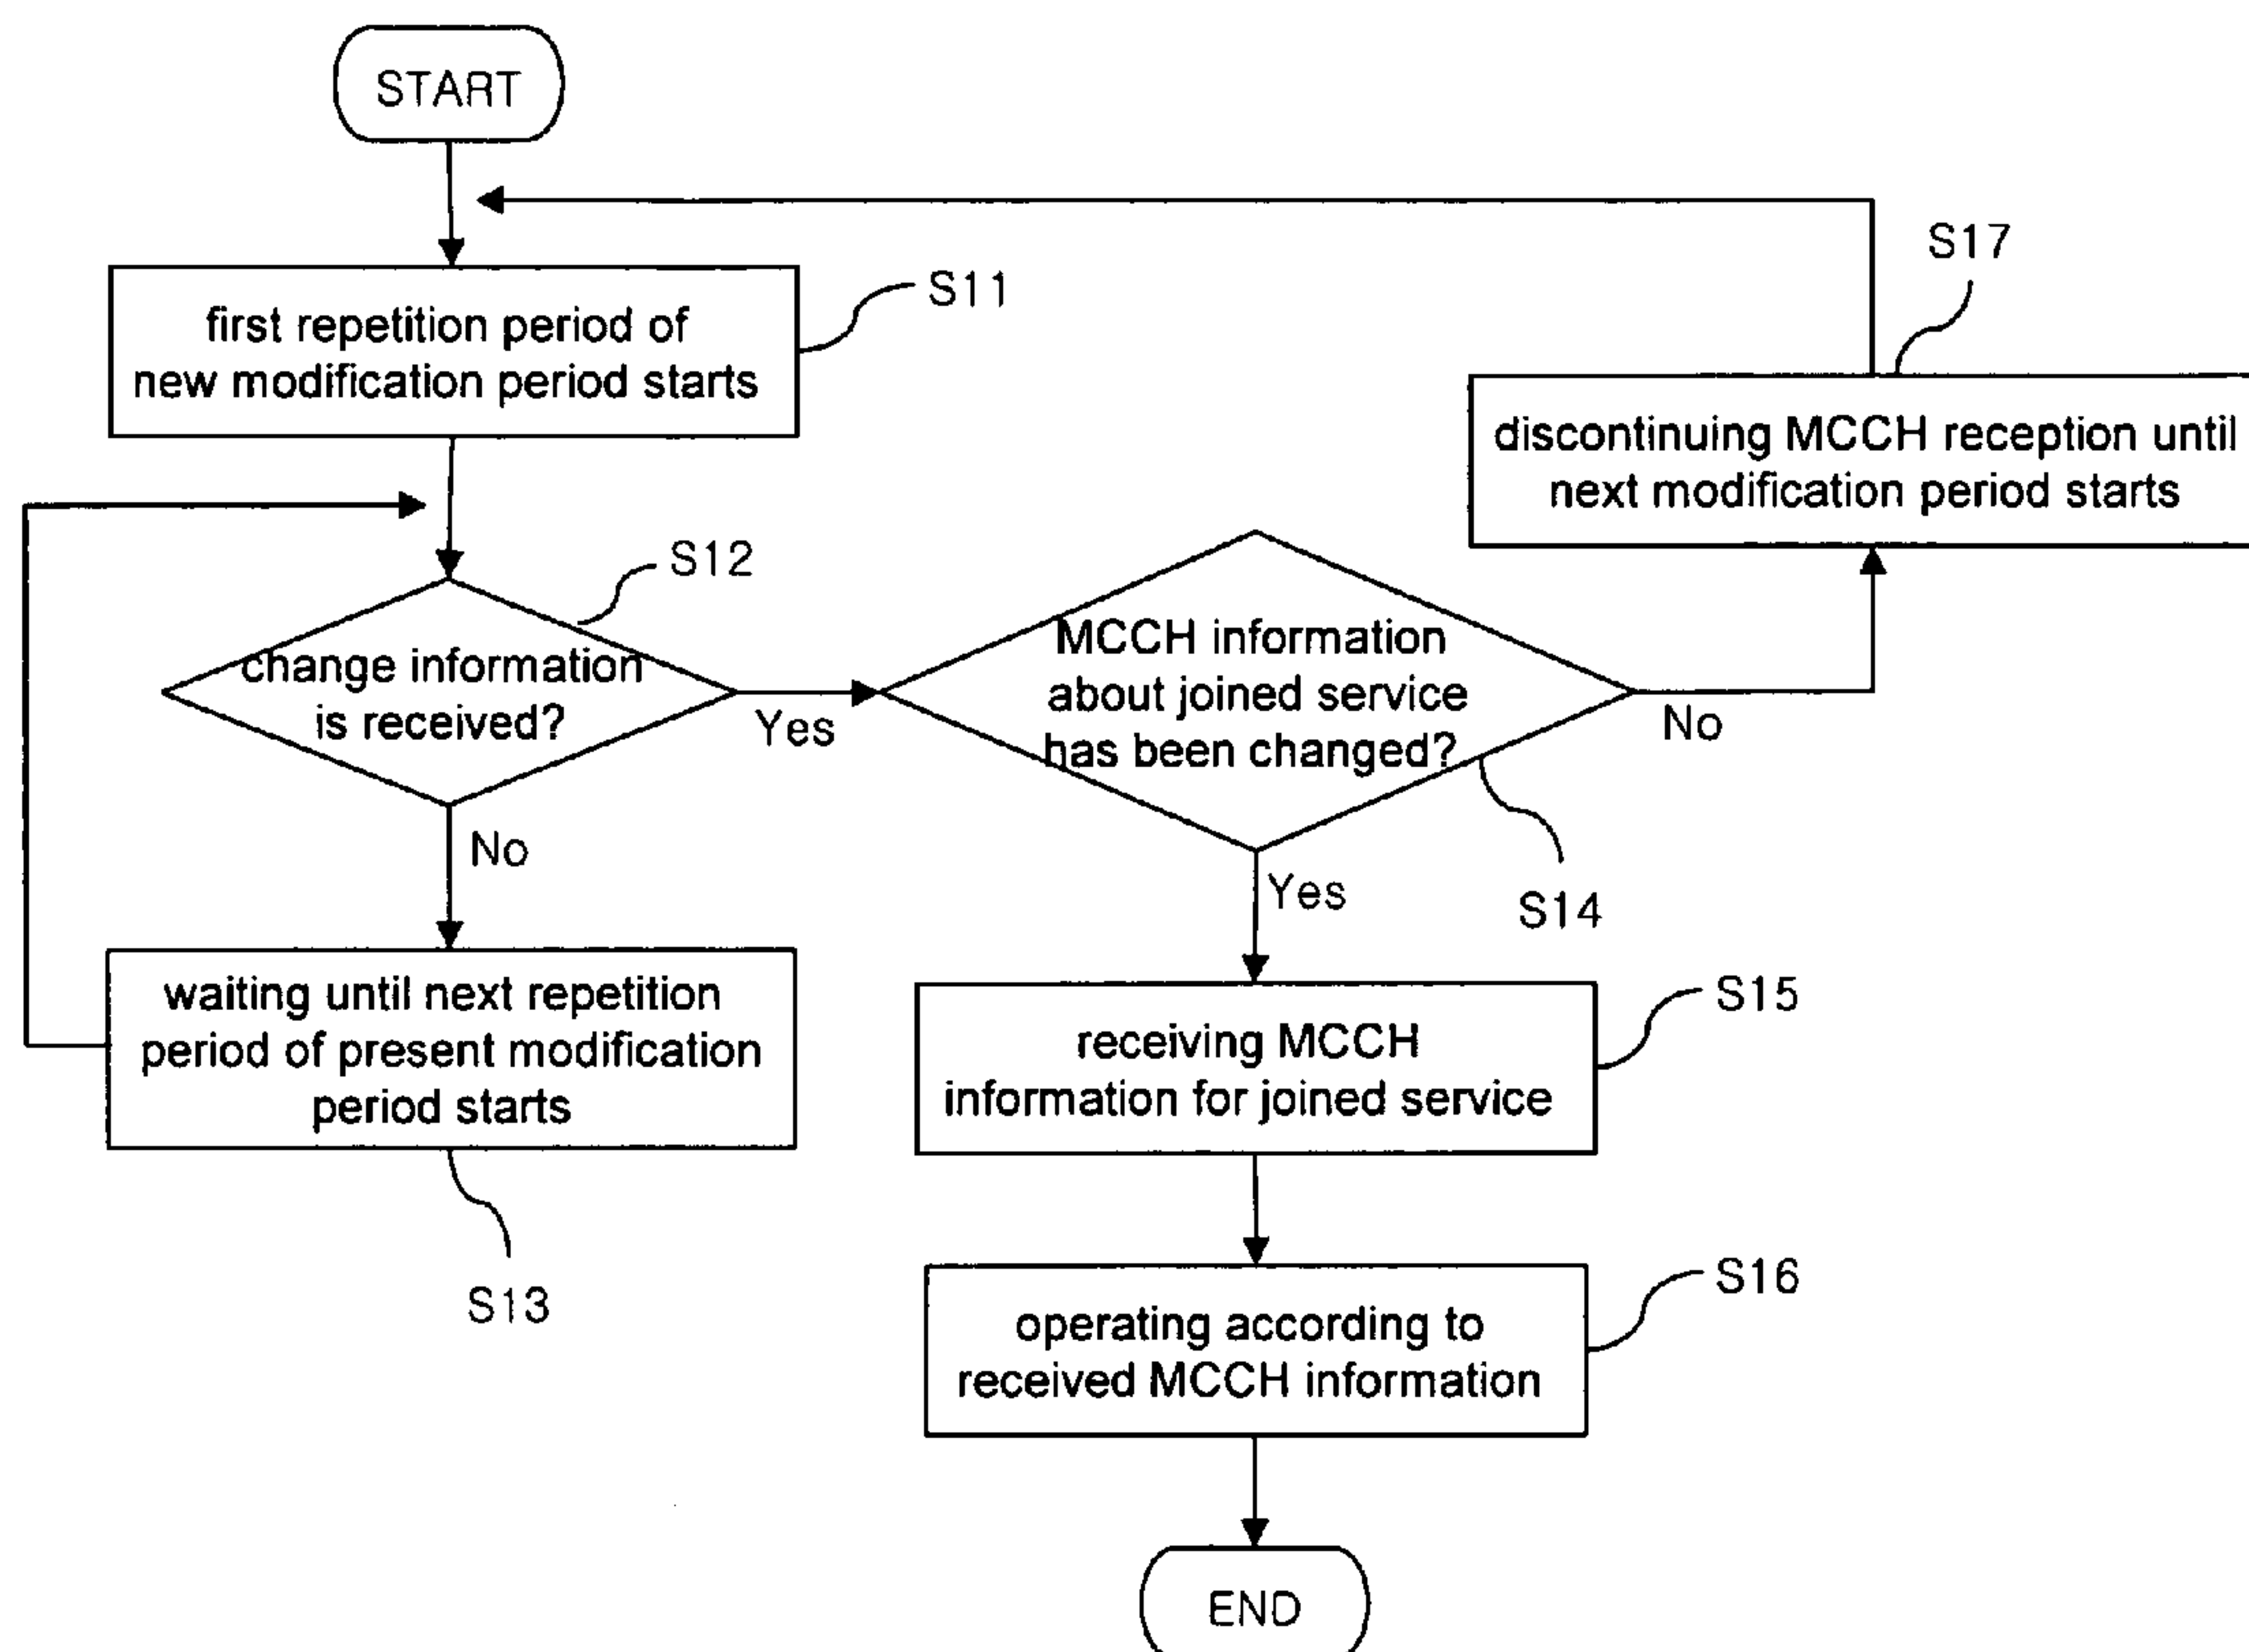 START
S11
first repetition period of
new modification period starts
S17
discontinuing MCCH reception until
next modification period starts
S12
change information
is received?
Yes
MCCH information
about joined service
has been changed?
No
S14
No
Yes
waiting until next repetition
period of present modification
period starts
S13
S15
receiving MCCH
information for joined service
S16
operating according to
received MCCH information
END